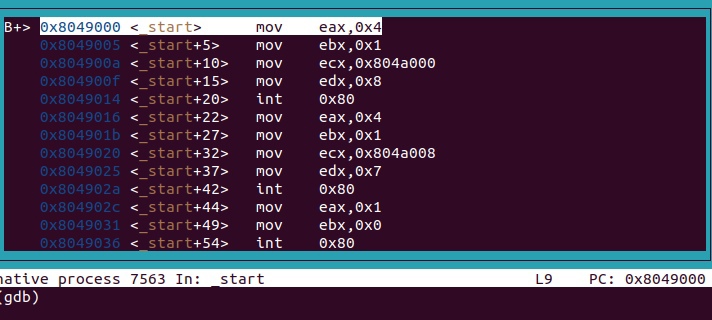 B+> 0x8049000 <_start>      mov    eax,0x4
0x8049005 <_start+5>    mov    ebx,0x1
0x804900a <_start+10>   mov    ecx,0x804a000
0x804900f <_start+15>   mov    edx,0x8
0x8049014 <_start+20>   int    0x80
0x8049016 <_start+22>   mov    eax,0x4
0x804901b <_start+27>   mov    ebx,0x1
0x8049020 <_start+32>   mov    ecx,0x804a008
0x8049025 <_start+37>   mov    edx,0x7
0x804902a <_start+42>   int    0x80
0x804902c <_start+44>   mov    eax,0x1
0x8049031 <_start+49>   mov    ebx,0x0
0x8049036 <_start+54>   int    0x80
native process 7563 In: _start                              L9    PC: 0x8049000
(gdb)